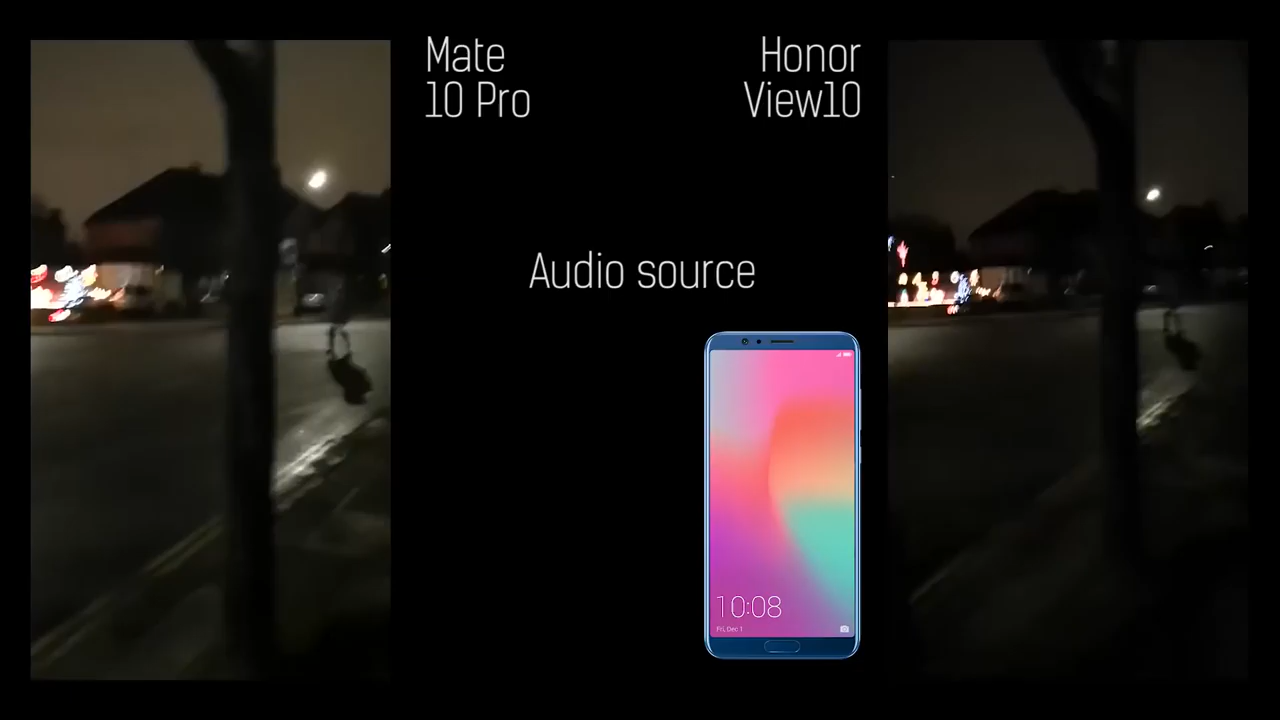 Mate
10 Pro
Honor
View10
Audio source
10:08
Fri, Dec 1